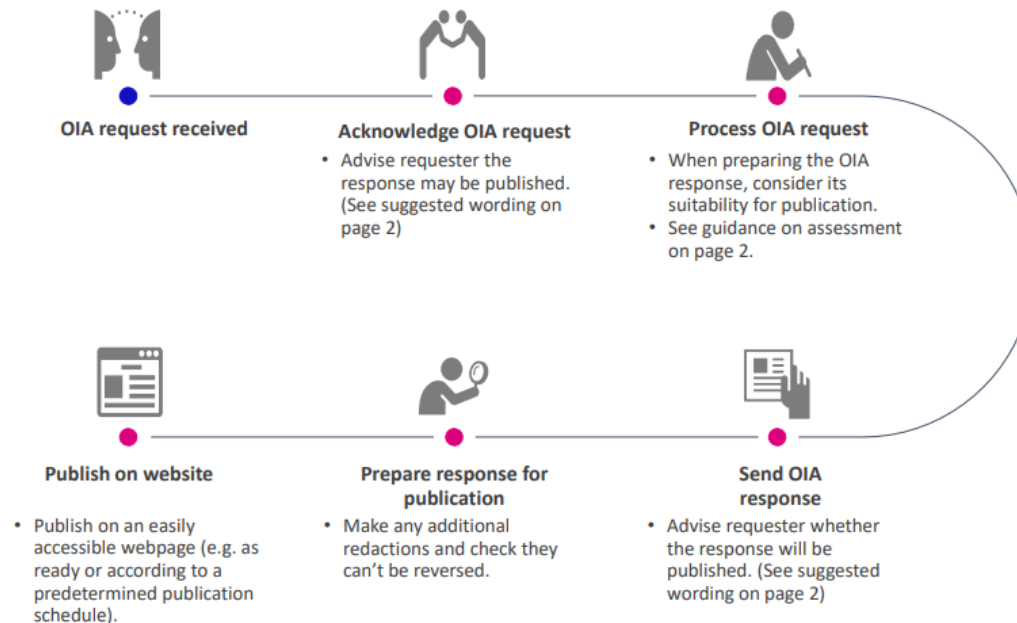 OIA request received
Acknowledge OIA request
• Advise requester the
response may be published.
(See suggested wording on
page 2)
Process OIA request
• When preparing the OIA
response, consider its
suitability for publication.
• See guidance on assessment
on page 2.
Send OIA
response
• Advise requester whether
the response will be
published. (See suggested
wording on page 2)
Prepare response for
publication
• Make any additional
redactions and check they
can’t be reversed.
Publish on website
• Publish on an easily
accessible webpage (e.g. as
ready or according to a
predetermined publication
schedule).